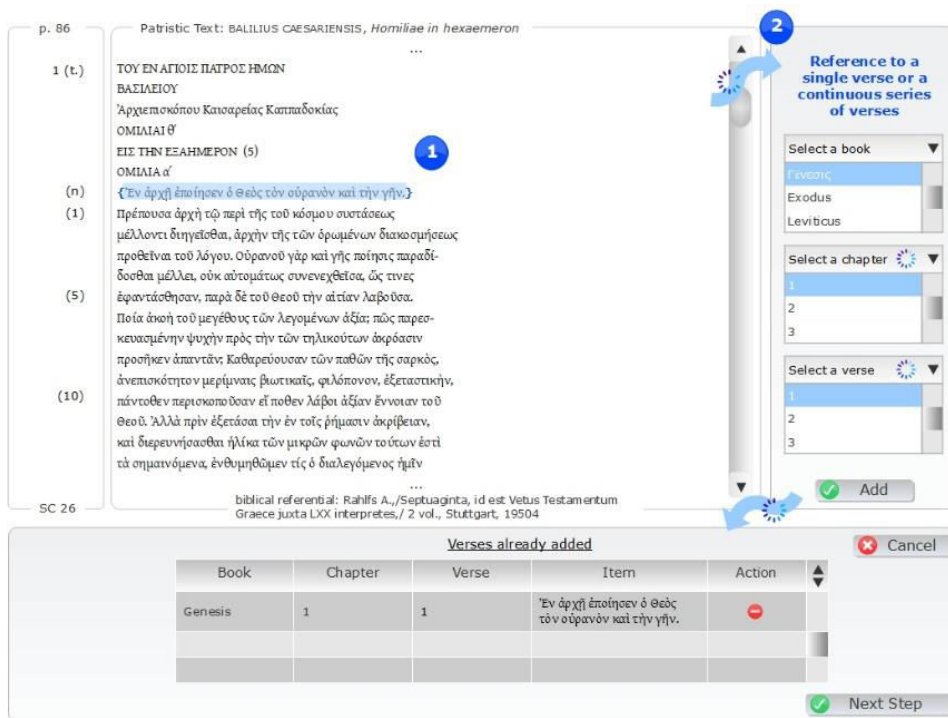 p. 86
Patristic Text: BALILIUS CAESARIENSIS, Homiliae in hexaemeron
...
1 (t.)
ΤΟΥ ΕΝ ΑΓΙΟΙΣ ΠΑΤΡΟΣ ΗΜΩΝ
ΒΑΣΙΛΕΙΟΥ
Ἀρχιεπισκόπου Καισαρείας Καππαδοκίας
ΟΜΙΛΙΑΙ θ΄
ΕΙΣ ΤΗΝ ΕΞΑΗΜΕΡΟΝ (5)
ΟΜΙΛΙΑ α΄
(n) {Ἐν ἀρχῇ ἐποίησεν ὁ Θεὸς τὸν οὐρανὸν καὶ τὴν γῆν.}
(1) Πρέπουσα ἀρχὴ τῷ περὶ τῆς τοῦ κόσμου συστάσεως
μέλλοντι διηγεῖσθαι, ἀρχὴν τῆς τῶν ὁρωμένων διακοσμήσεως
προθεῖναι τοῦ λόγου. Οὐρανοῦ γὰρ καὶ γῆς ποίησις παραδί-
δοσθαι μέλλει, οὐκ αὐτομάτως συνενεχθεῖσα, ὥς τινες
(5) ἐφαντάσθησαν, παρὰ δὲ τοῦ Θεοῦ τὴν αἰτίαν λαβοῦσα.
Ποία ἀκοὴ τοῦ μεγέθους τῶν λεγομένων ἀξία; πῶς παρεσ-
κευασμένην ψυχὴν πρὸς τὴν τῶν τηλικούτων ἀκρόασιν
προσῆκεν ἀπαντᾶν; Καθαρεύουσαν τῶν παθῶν τῆς σαρκὸς,
ἀνεπισκότητον μερίμναις βιωτικαῖς, φιλόπονον, ἐξεταστικὴν,
(10) πάντοθεν περισκοποῦσαν εἴ ποθεν λάβοι ἀξίαν ἔννοιαν τοῦ
Θεοῦ. Ἀλλὰ πρὶν ἐξετάσαι τὴν ἐν τοῖς ῥήμασιν ἀκρίβειαν,
καὶ διερευνήσασθαι ἡλίκα τῶν μικρῶν φωνῶν τούτων ἐστὶ
τὰ σημαινόμενα, ἐνθυμηθῶμεν τίς ὁ διαλεγόμενος ἡμῖν
...
SC 26
biblical referential: Rahlfs A.,/Septuaginta, id est Vetus Testamentum
Graece juxta LXX interpretes,/ 2 vol., Stuttgart, 19504
1
2
Reference to a
single verse or a
continuous series
of verses
Select a book
Γένεσις
Exodus
Leviticus
Select a chapter
1
2
3
Select a verse
1
2
3
Add
Verses already added
Cancel
Book Chapter Verse Item Action
Genesis 1 1 Ἐν ἀρχῇ ἐποίησεν ὁ Θεὸς
τὸν οὐρανὸν καὶ τὴν γῆν.
Next Step